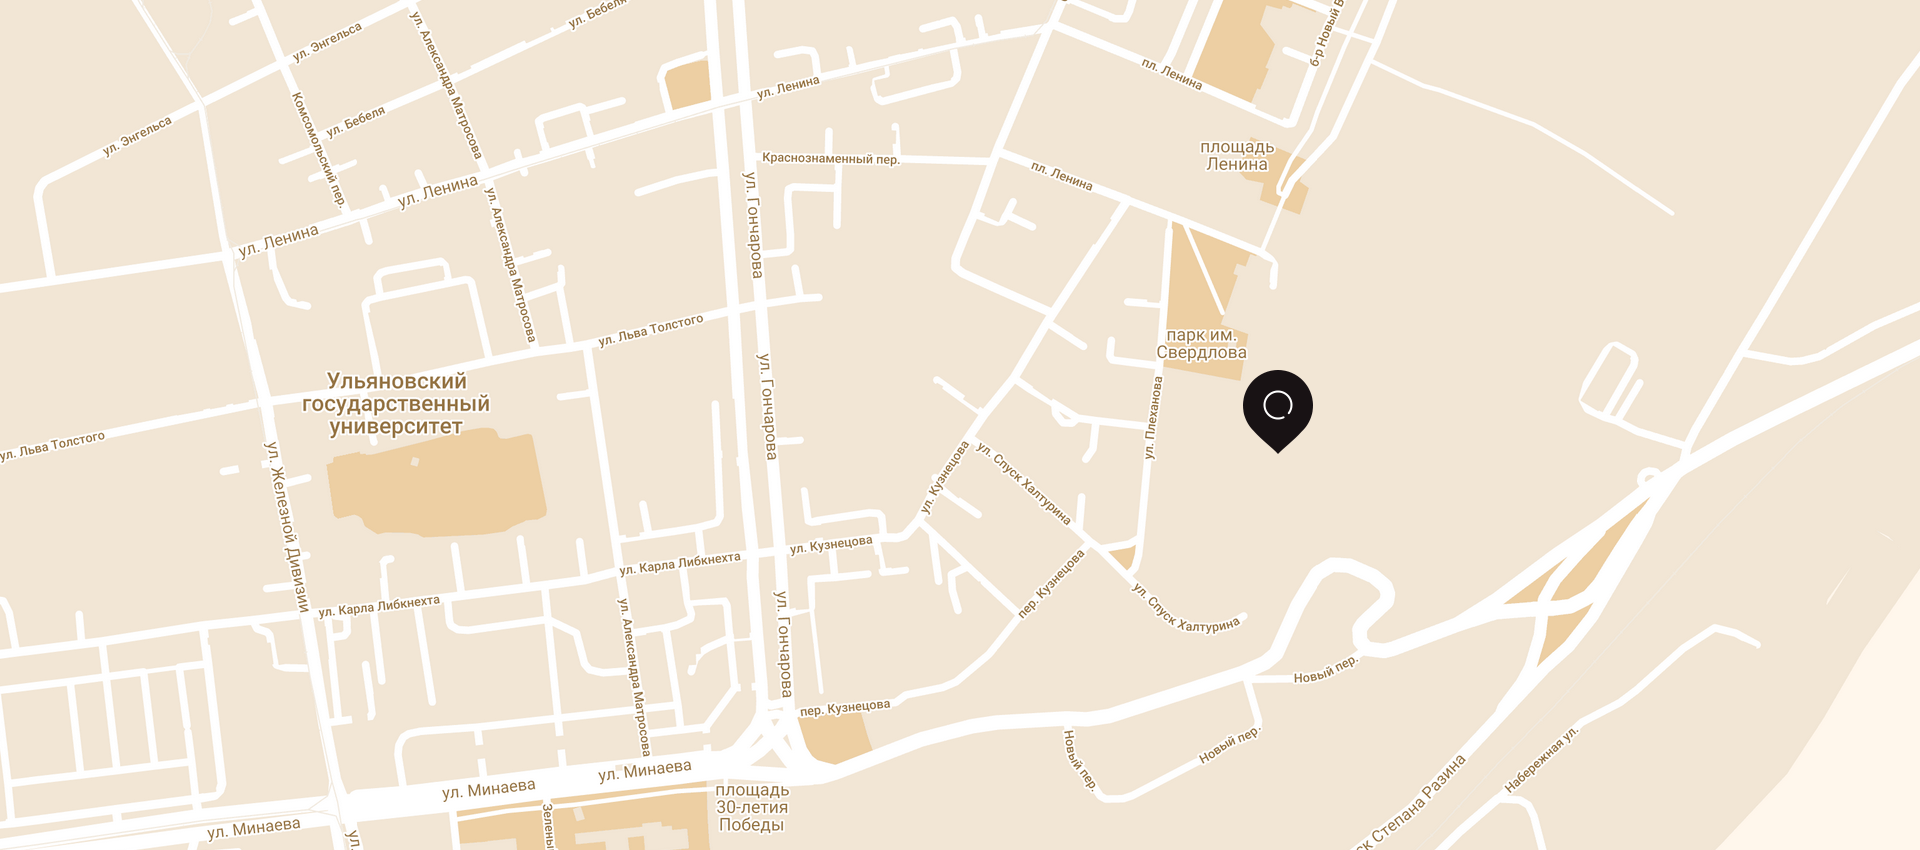 ул. Бебеля
ул. Энгельса
ул. Александра Матросова
б-р Новый В
пл. Ленина
ул. Ленина
Комсомольский пер.
ул. Бебеля
ул. Энгельса
площадь
Ленина
Краснознаменный пер.
пл. Ленина
ул. Ленина
ул. Гончарова
ул. Александра Матросова
ул. Ленина
ул. Льва Толстого
парк им.
Свердлова
Ульяновский
государственный
университет
ул. Гончарова
ул. Плеханова
ул. Льва Толстого
ул. Железной Дивизии
ул. Кузнецова
ул. Спуск Халтурина
ул. Кузнецова
ул. Карла Либкнехта
пер. Кузнецова
ул. Карла Либкнехта
ул. Спуск Халтурина
ул. Гончарова
ул. Александра Матросова
Новый пер.
пер. Кузнецова
Новый пер.
Новый пер.
Набережная ул.
ул. Минаева
ул. Минаева
площадь
30-летия
Победы
ск Степана Разина
ул. Минаева
Зелены
ул.